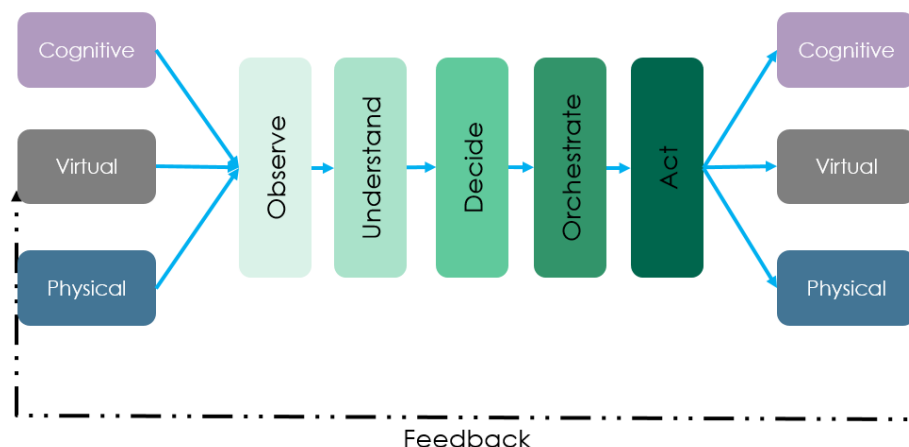 Cognitive
Virtual
Physical
Observe
Understand
Decide
Orchestrate
Act
Cognitive
Virtual
Physical
Feedback